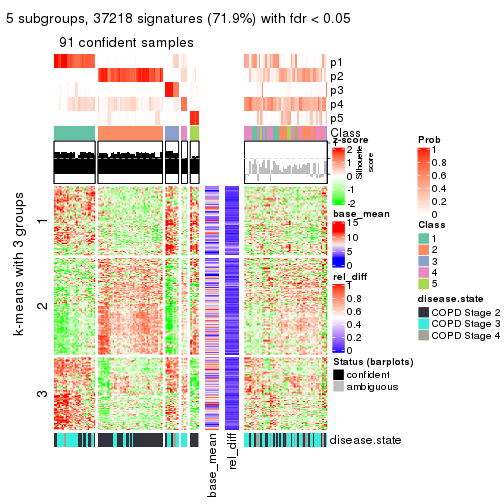 5 subgroups, 37218 signatures (71.9%) with fdr < 0.05
91 confident samples
p1
p2
p3
p4
p5
Class
k-means with 3 groups
1
2
3
Silhouette
score
z-score
2
1
0
-1
-2
base_mean
15
10
5
0
rel_diff
1
0.8
0.6
0.4
0.2
0
Status (barplots)
confident
ambiguous
Prob
1
0.8
0.6
0.4
0.2
0
Class
1
2
3
4
5
disease.state
COPD Stage 2
COPD Stage 3
COPD Stage 4
disease.state
base_mean
rel_diff